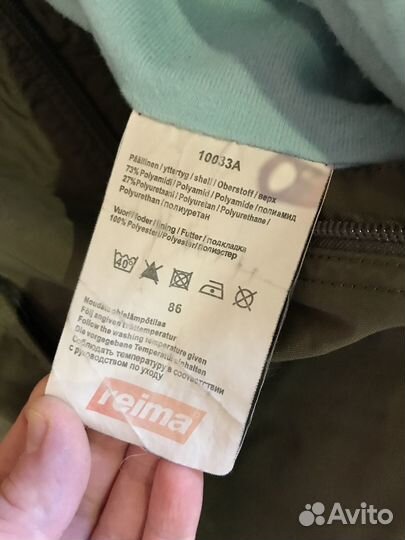 10033A
Päällinen/yttertyg/shell/Oberstoff/верх
73%Polyamidi/Polyamid/Polyamide/полиамид
27%Polyuretaani/Polyuretan/Polyurethane/
Polyurethan/полиуретан
Vuori/foder/lining/Futter/подкладка
100%Polyesteri/Polyester/полиэстер
40°
86
Noudata ohjelämpötilaa
Följ angiven tvättemperatur
Follow the washing temperature given
Die vorgegebene Temperatur einhalten
Соблюдать температуру в соответствии
с руководством по уходу
reima
Avito